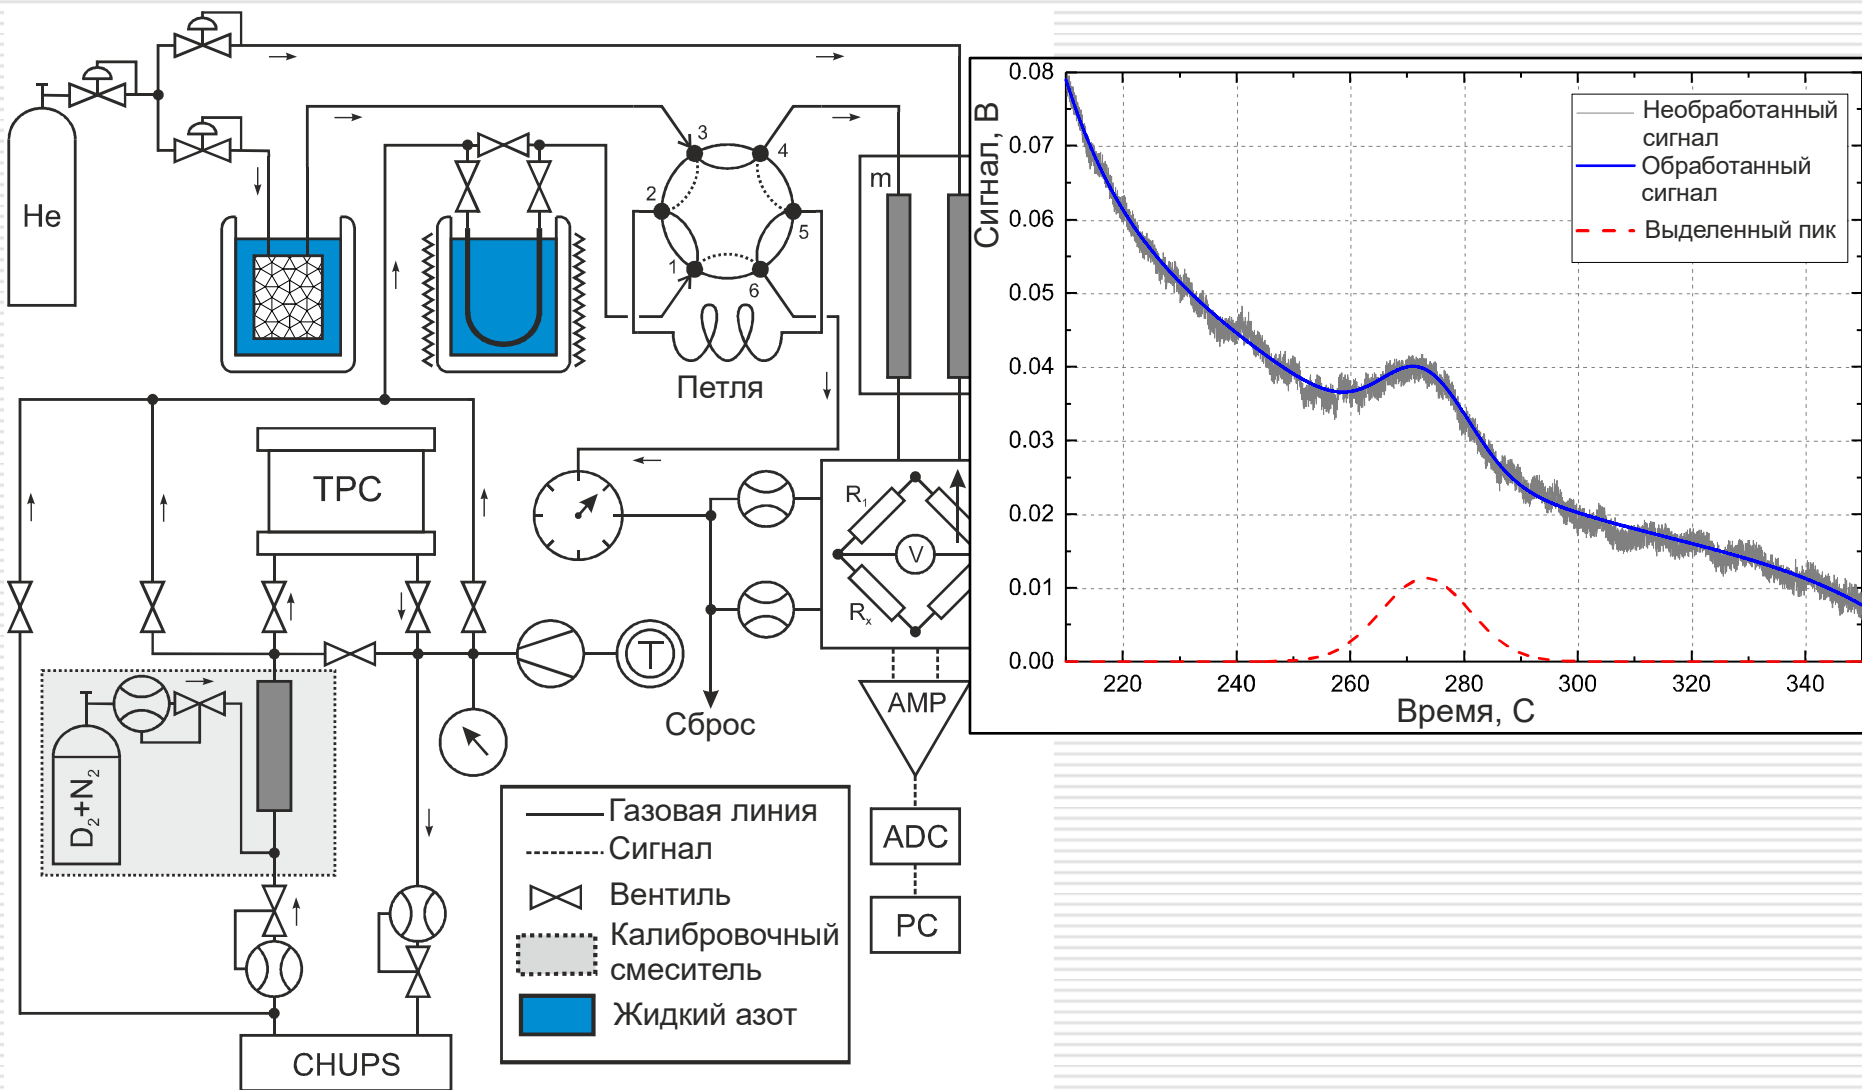 He
3
4
2
5
1
6
Петля
m
TPC
R1
V
Rx
Сброс
AMP
ADC
PC
T
D2+N2
CHUPS
Газовая линия
Сигнал
Вентиль
Калибровочный
смеситель
Жидкий азот
Сигнал, В
0.08
0.07
0.06
0.05
0.04
0.03
0.02
0.01
0.00
220
240
260
280
300
320
340
Время, С
Необработанный
сигнал
Обработанный
сигнал
Выделенный пик